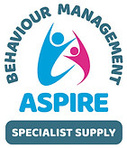 BEHAVIOUR MANAGEMENT
ASPIRE
SPECIALIST SUPPLY